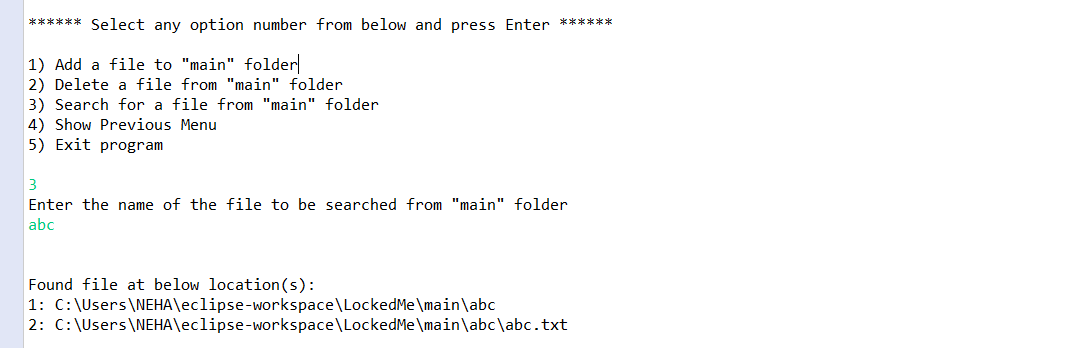 ****** Select any option number from below and press Enter ******
1) Add a file to "main" folder
2) Delete a file from "main" folder
3) Search for a file from "main" folder
4) Show Previous Menu
5) Exit program
3
Enter the name of the file to be searched from "main" folder
abc
Found file at below location(s):
1: C:\Users\NEHA\eclipse-workspace\LockedMe\main\abc
2: C:\Users\NEHA\eclipse-workspace\LockedMe\main\abc\abc.txt